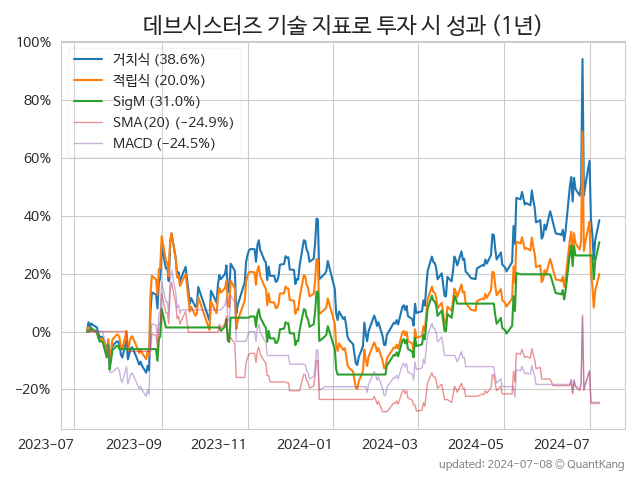 데브시스터즈 기술 지표로 투자 시 성과 (1년)
100%
80%
60%
40%
20%
0%
−20%
거치식 (38.6%)
적립식 (20.0%)
SigM (31.0%)
SMA(20) (−24.9%)
MACD (−24.5%)
2023-07
2023-09
2023-11
2024-01
2024-03
2024-05
2024-07
updated: 2024-07-08 © QuantKang